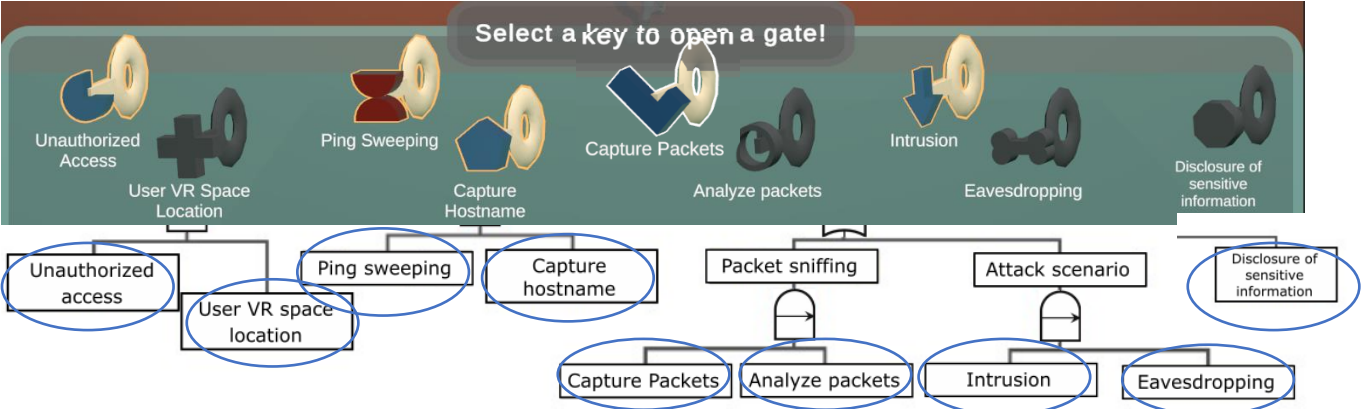 Select a key to open a gate!
Unauthorized
Access
User VR Space
Location
Ping Sweeping
Capture
Hostname
Capture Packets
Analyze packets
Intrusion
Eavesdropping
Disclosure of
sensitive
information
Unauthorized
access
User VR space
location
Ping sweeping
Capture
hostname
Packet sniffing
Attack scenario
Disclosure of
sensitive
information
Capture Packets
Analyze packets
Intrusion
Eavesdropping